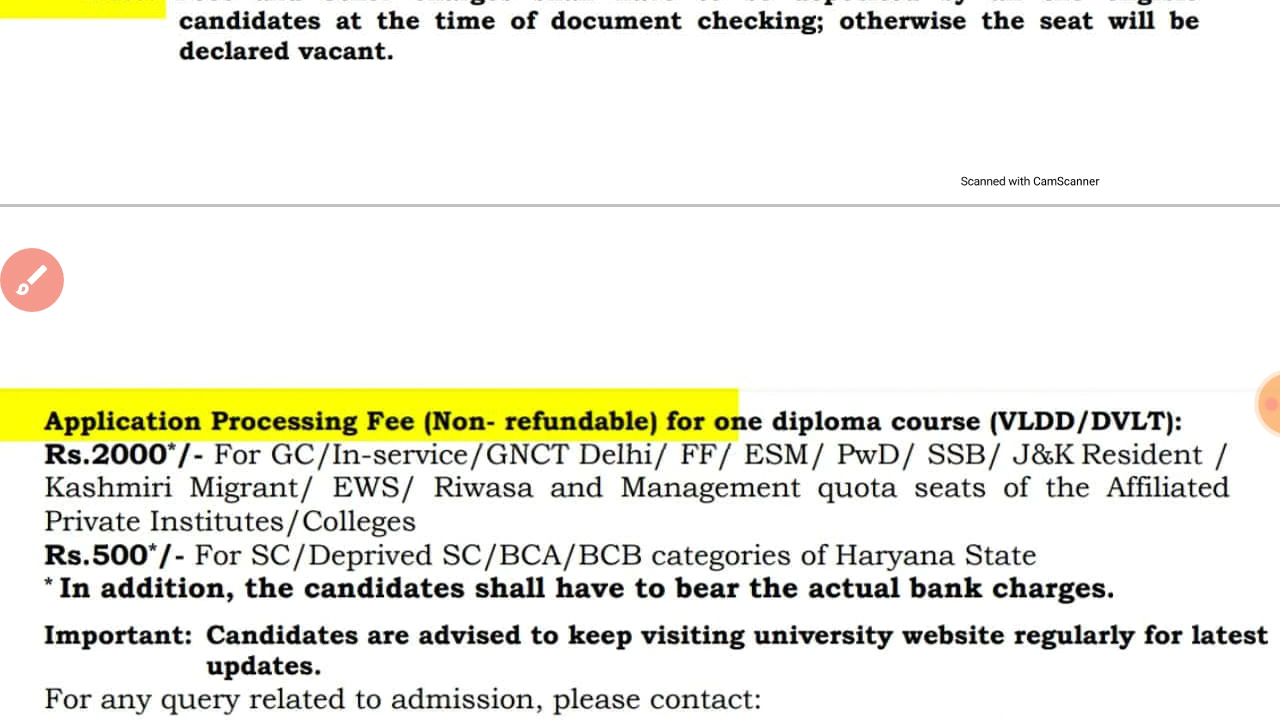 candidates at the time of document checking; otherwise the seat will be
declared vacant.
Scanned with CamScanner
Application Processing Fee (Non- refundable) for one diploma course (VLDD/DVLT):
Rs.2000*/- For GC/In-service/GNCT Delhi/ FF/ ESM/ PwD/ SSB/ J&K Resident /
Kashmiri Migrant/ EWS/ Riwasa and Management quota seats of the Affiliated
Private Institutes/Colleges
Rs.500*/- For SC/Deprived SC/BCA/BCB categories of Haryana State
* In addition, the candidates shall have to bear the actual bank charges.
Important: Candidates are advised to keep visiting university website regularly for latest
updates.
For any query related to admission, please contact: